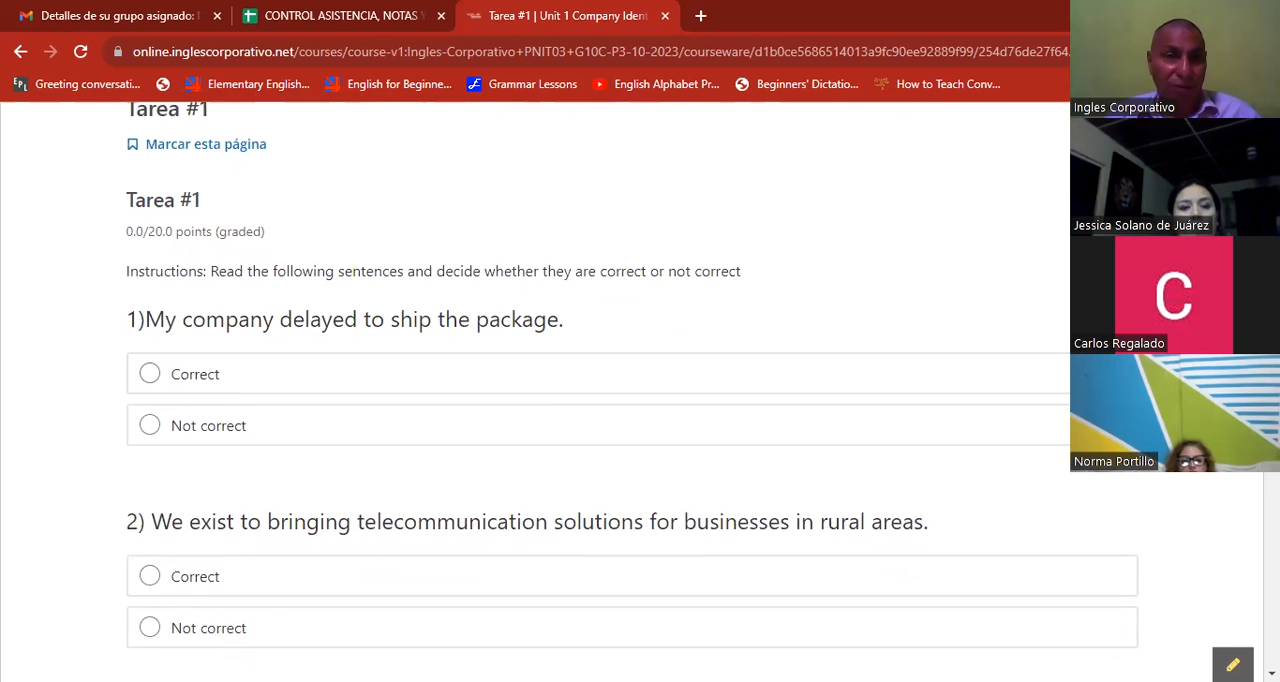 Detalles de su grupo asignado: N
CONTROL ASISTENCIA, NOTAS Y
Tarea #1 | Unit 1 Company Iden
online.inglescorporativo.net/courses/course-v1:Ingles-Corporativo+PNIT03+G10C-P3-10-2023/courseware/d1b0ce5686514013a9fc90ee92889f99/254d76de27f64
Greeting conversati...
Elementary English...
English for Beginne...
Grammar Lessons
English Alphabet Pr...
Beginners' Dictatio...
How to Teach Conv...
Tarea #1
Marcar esta página
Tarea #1
0.0/20.0 points (graded)
Instructions: Read the following sentences and decide whether they are correct or not correct
1)My company delayed to ship the package.
Correct
Not correct
2) We exist to bringing telecommunication solutions for businesses in rural areas.
Correct
Not correct
Ingles Corporativo
Jessica Solano de Juárez
C
Carlos Regalado
Norma Portillo